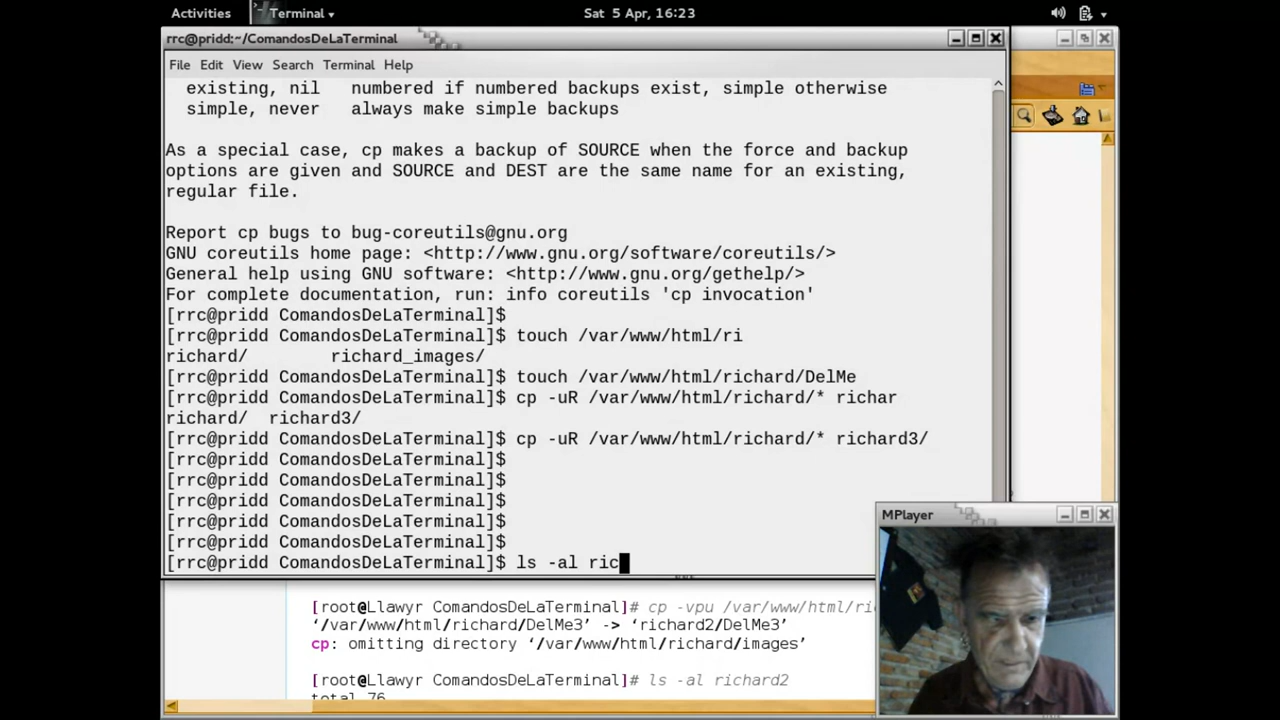 Activities
Terminal
Sat 5 Apr, 16:23
rrc@pridd:~/ComandosDeLaTerminal
File Edit View Search Terminal Help
existing, nil numbered if numbered backups exist, simple otherwise
simple, never always make simple backups
As a special case, cp makes a backup of SOURCE when the force and backup
options are given and SOURCE and DEST are the same name for an existing,
regular file.
Report cp bugs to bug-coreutils@gnu.org
GNU coreutils home page: <http://www.gnu.org/software/coreutils/>
General help using GNU software: <http://www.gnu.org/gethelp/>
For complete documentation, run: info coreutils 'cp invocation'
[rrc@pridd ComandosDeLaTerminal]$
[rrc@pridd ComandosDeLaTerminal]$ touch /var/www/html/ri
richard/ richard_images/
[rrc@pridd ComandosDeLaTerminal]$ touch /var/www/html/richard/DelMe
[rrc@pridd ComandosDeLaTerminal]$ cp -uR /var/www/html/richard/* richar
richard/ richard3/
[rrc@pridd ComandosDeLaTerminal]$ cp -uR /var/www/html/richard/* richard3/
[rrc@pridd ComandosDeLaTerminal]$
[rrc@pridd ComandosDeLaTerminal]$
[rrc@pridd ComandosDeLaTerminal]$
[rrc@pridd ComandosDeLaTerminal]$
[rrc@pridd ComandosDeLaTerminal]$
[rrc@pridd ComandosDeLaTerminal]$ ls -al ric
MPlayer
[root@Llawyr ComandosDeLaTerminal]# cp -vpu /var/www/html/ric
‘/var/www/html/richard/DelMe3’ -> ‘richard2/DelMe3’
cp: omitting directory ‘/var/www/html/richard/images’
[root@Llawyr ComandosDeLaTerminal]# ls -al richard2
total 76